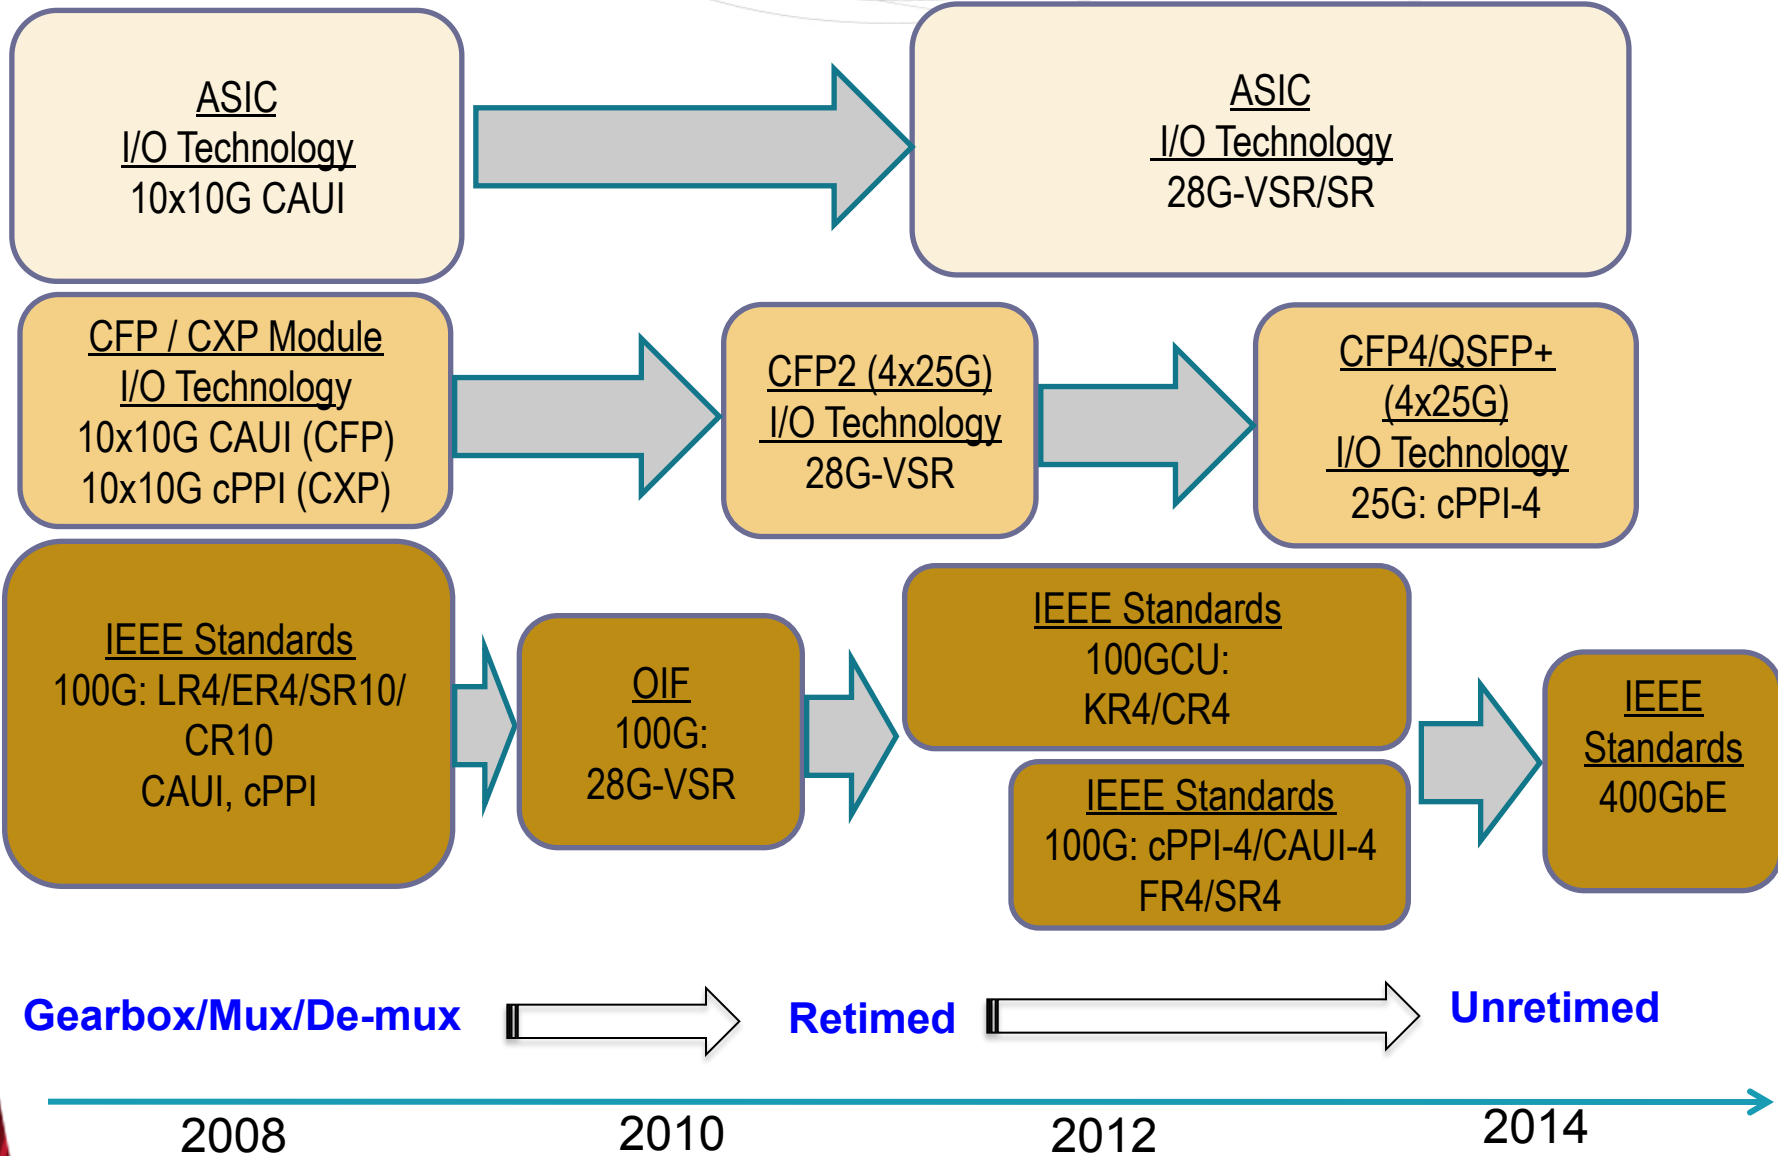 ASIC
I/O Technology
10x10G CAUI
ASIC
I/O Technology
28G-VSR/SR
CFP / CXP Module
I/O Technology
10x10G CAUI (CFP)
10x10G cPPI (CXP)
CFP2 (4x25G)
I/O Technology
28G-VSR
CFP4/QSFP+
(4x25G)
I/O Technology
25G: cPPI-4
IEEE Standards
100G: LR4/ER4/SR10/
CR10
CAUI, cPPI
OIF
100G:
28G-VSR
IEEE Standards
100GCU:
KR4/CR4
IEEE Standards
100G: cPPI-4/CAUI-4
FR4/SR4
IEEE
Standards
400GbE
Gearbox/Mux/De-mux
Retimed
Unretimed
2008
2010
2012
2014